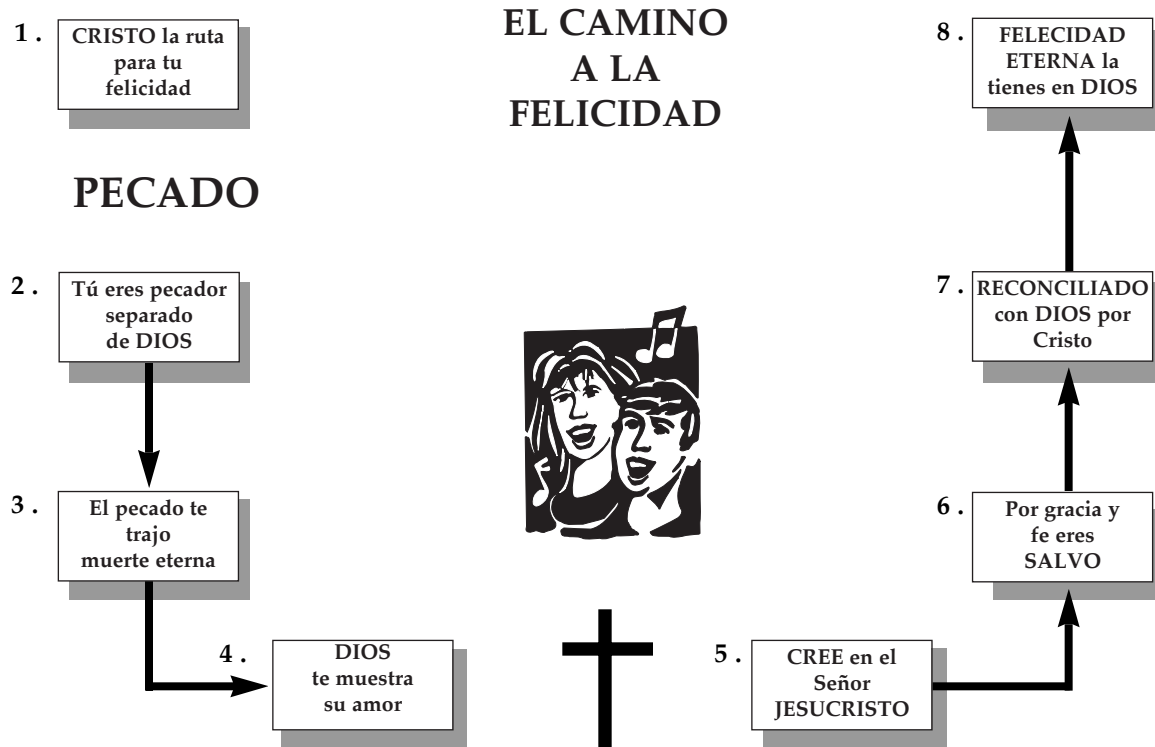 EL CAMINO
A LA
FELICIDAD
1 .
CRISTO la ruta
para tu
felicidad
PECADO
2 .
Tú eres pecador
separado
de DIOS
3 .
El pecado te
trajo
muerte eterna
4 .
DIOS
te muestra
su amor
5 .
CREE en el
Señor
JESUCRISTO
6 .
Por gracia y
fe eres
SALVO
7 .
RECONCILIADO
con DIOS por
Cristo
8 .
FELECIDAD
ETERNA la
tienes en DIOS